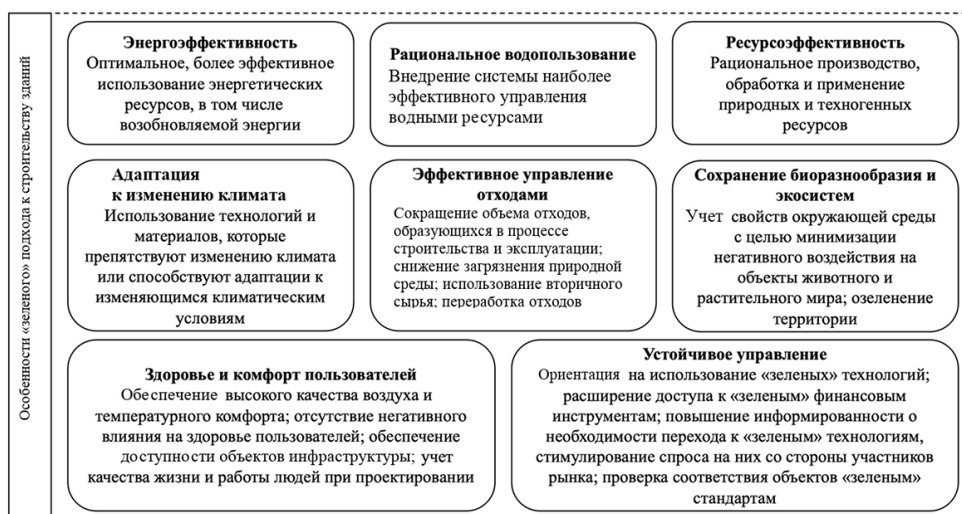 Особенности «зеленого» подхода к строительству зданий
Энергоэффективность
Оптимальное, более эффективное
использование энергетических
ресурсов, в том числе
возобновляемой энергии
Рациональное водопользование
Внедрение системы наиболее
эффективного управления
водными ресурсами
Ресурсоэффективность
Рациональное производство,
обработка и применение
природных и техногенных
ресурсов
Адаптация
к изменению климата
Использование технологий и
материалов, которые
препятствуют изменению климата
или способствуют адаптации к
изменяющимся климатическим
условиям
Эффективное управление
отходами
Сокращение объема отходов,
образующихся в процессе
строительства и эксплуатации;
снижение загрязнения природной
среды; использование вторичного
сырья; переработка отходов
Сохранение биоразнообразия и
экосистем
Учет свойств окружающей среды
с целью минимизации
негативного воздействия на
объекты животного и
растительного мира; озеленение
территории
Здоровье и комфорт пользователей
Обеспечение высокого качества воздуха и
температурного комфорта; отсутствие негативного
влияния на здоровье пользователей; обеспечение
доступности объектов инфраструктуры; учет
качества жизни и работы людей при проектировании
Устойчивое управление
Ориентация на использование «зеленых» технологий;
расширение доступа к «зеленым» финансовым
инструментам; повышение информированности о
необходимости перехода к «зеленым» технологиям,
стимулирование спроса на них со стороны участников
рынка; проверка соответствия объектов «зеленым»
стандартам